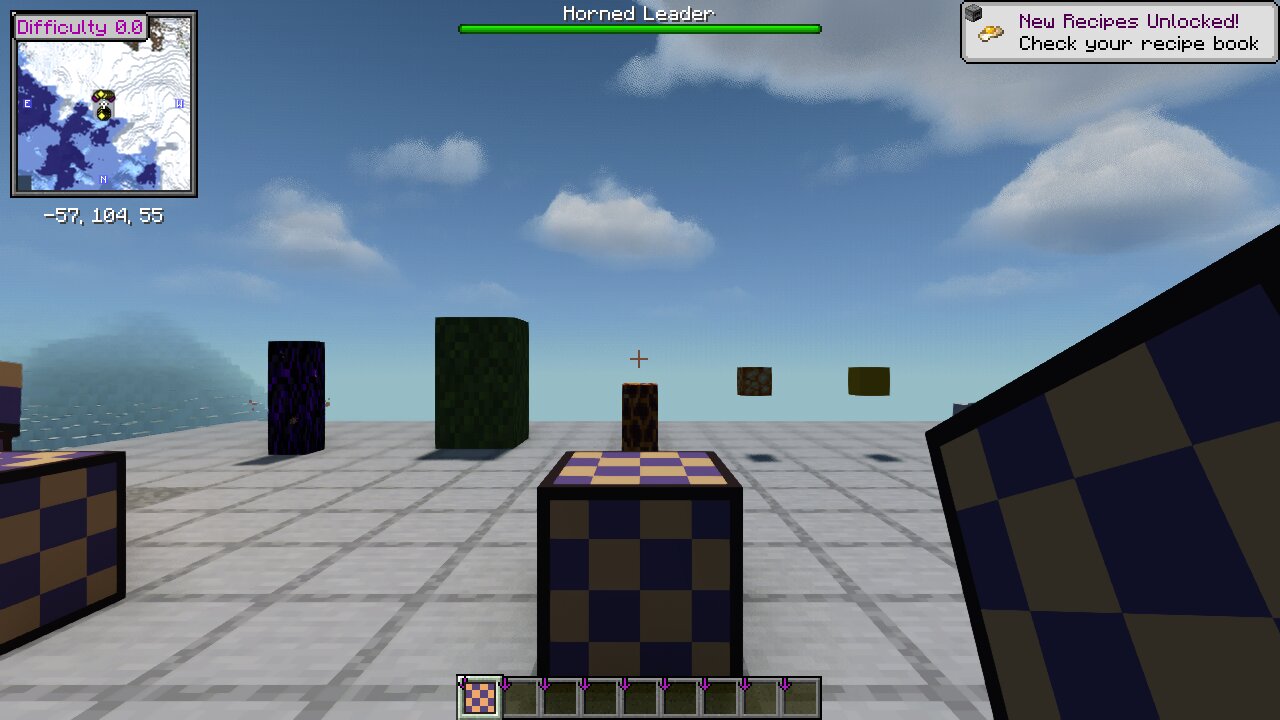 Difficulty 0.0
Horned Leader
New Recipes Unlocked!
Check your recipe book
E
W
N
-57, 104, 55